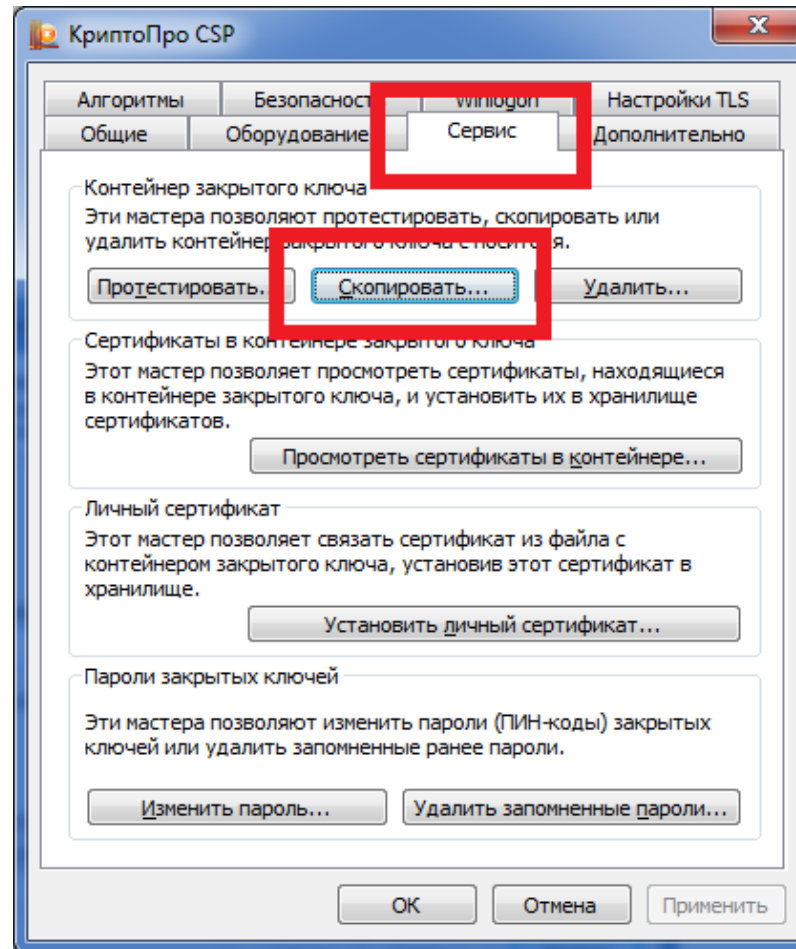 КриптоПро CSP
Алгоритмы Безопасность Winlogon Настройки TLS
Общие Оборудование Сервис Дополнительно
Контейнер закрытого ключа
Эти мастера позволяют протестировать, скопировать или
удалить контейнер закрытого ключа с носителя.
Протестировать... Скопировать... Удалить...
Сертификаты в контейнере закрытого ключа
Этот мастер позволяет просмотреть сертификаты, находящиеся
в контейнере закрытого ключа, и установить их в хранилище
сертификатов.
Просмотреть сертификаты в контейнере...
Личный сертификат
Этот мастер позволяет связать сертификат из файла с
контейнером закрытого ключа, установив этот сертификат в
хранилище.
Установить личный сертификат...
Пароли закрытых ключей
Эти мастера позволяют изменить пароли (ПИН-коды) закрытых
ключей или удалить запомненные ранее пароли.
Изменить пароль... Удалить запомненные пароли...
ОК Отмена Применить